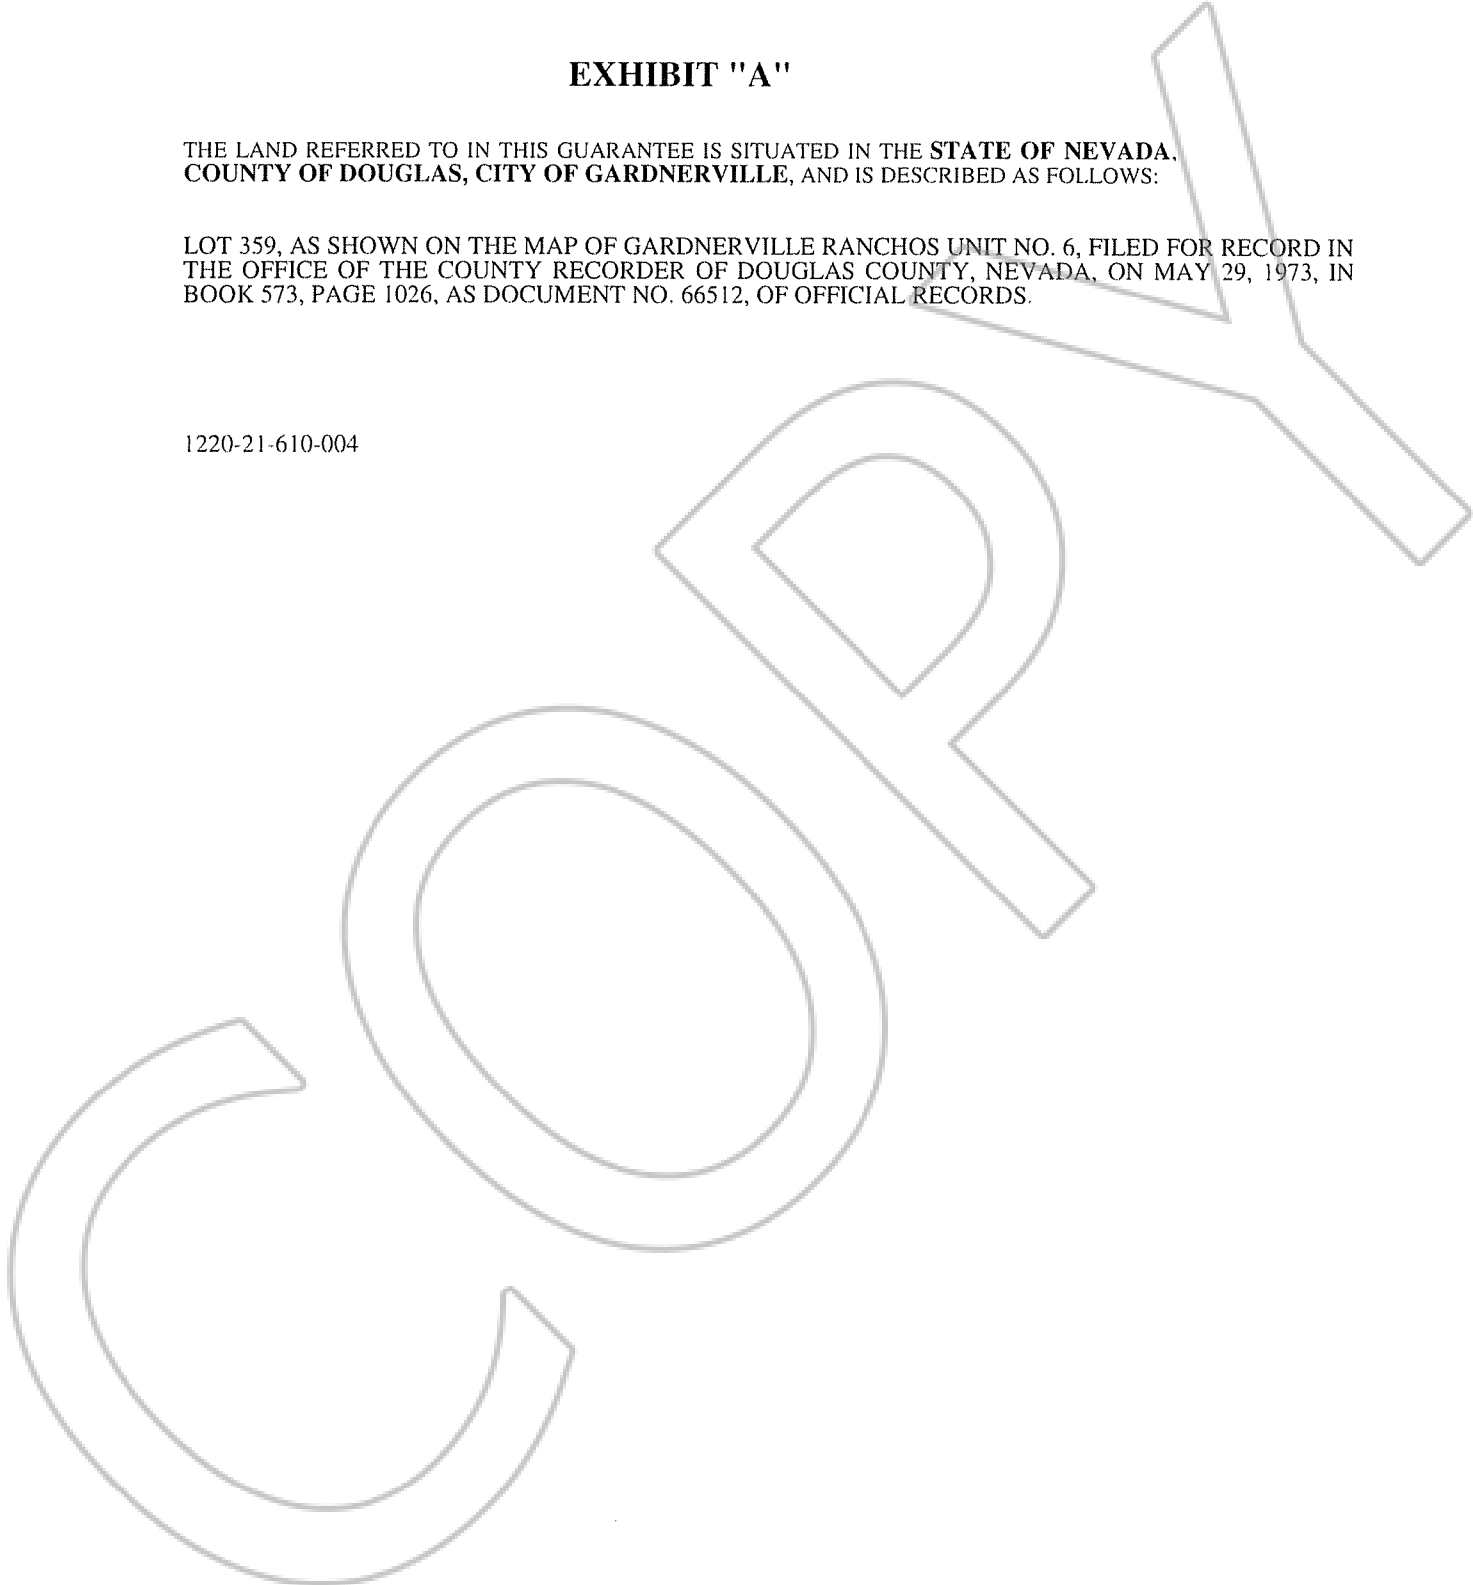 EXHIBIT "A"
THE LAND REFERRED TO IN THIS GUARANTEE IS SITUATED IN THE STATE OF NEVADA,
COUNTY OF DOUGLAS, CITY OF GARDNERVILLE, AND IS DESCRIBED AS FOLLOWS:
LOT 359, AS SHOWN ON THE MAP OF GARDNERVILLE RANCHOS UNIT NO. 6, FILED FOR RECORD IN
THE OFFICE OF THE COUNTY RECORDER OF DOUGLAS COUNTY, NEVADA, ON MAY 29, 1973, IN
BOOK 573, PAGE 1026, AS DOCUMENT NO. 66512, OF OFFICIAL RECORDS.
1220-21-610-004
COPY